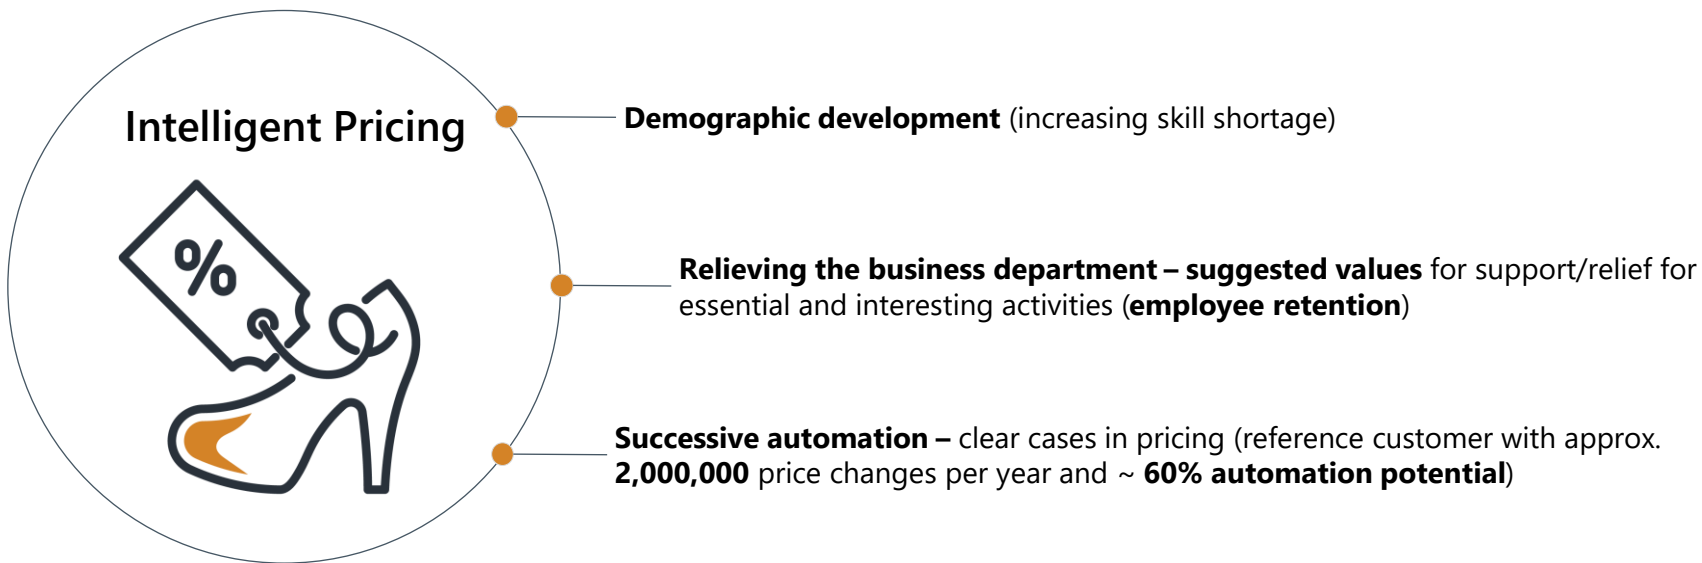 Intelligent Pricing
%
Demographic development (increasing skill shortage)
Relieving the business department – suggested values for support/relief for
essential and interesting activities (employee retention)
Successive automation – clear cases in pricing (reference customer with approx.
2,000,000 price changes per year and ~ 60% automation potential)